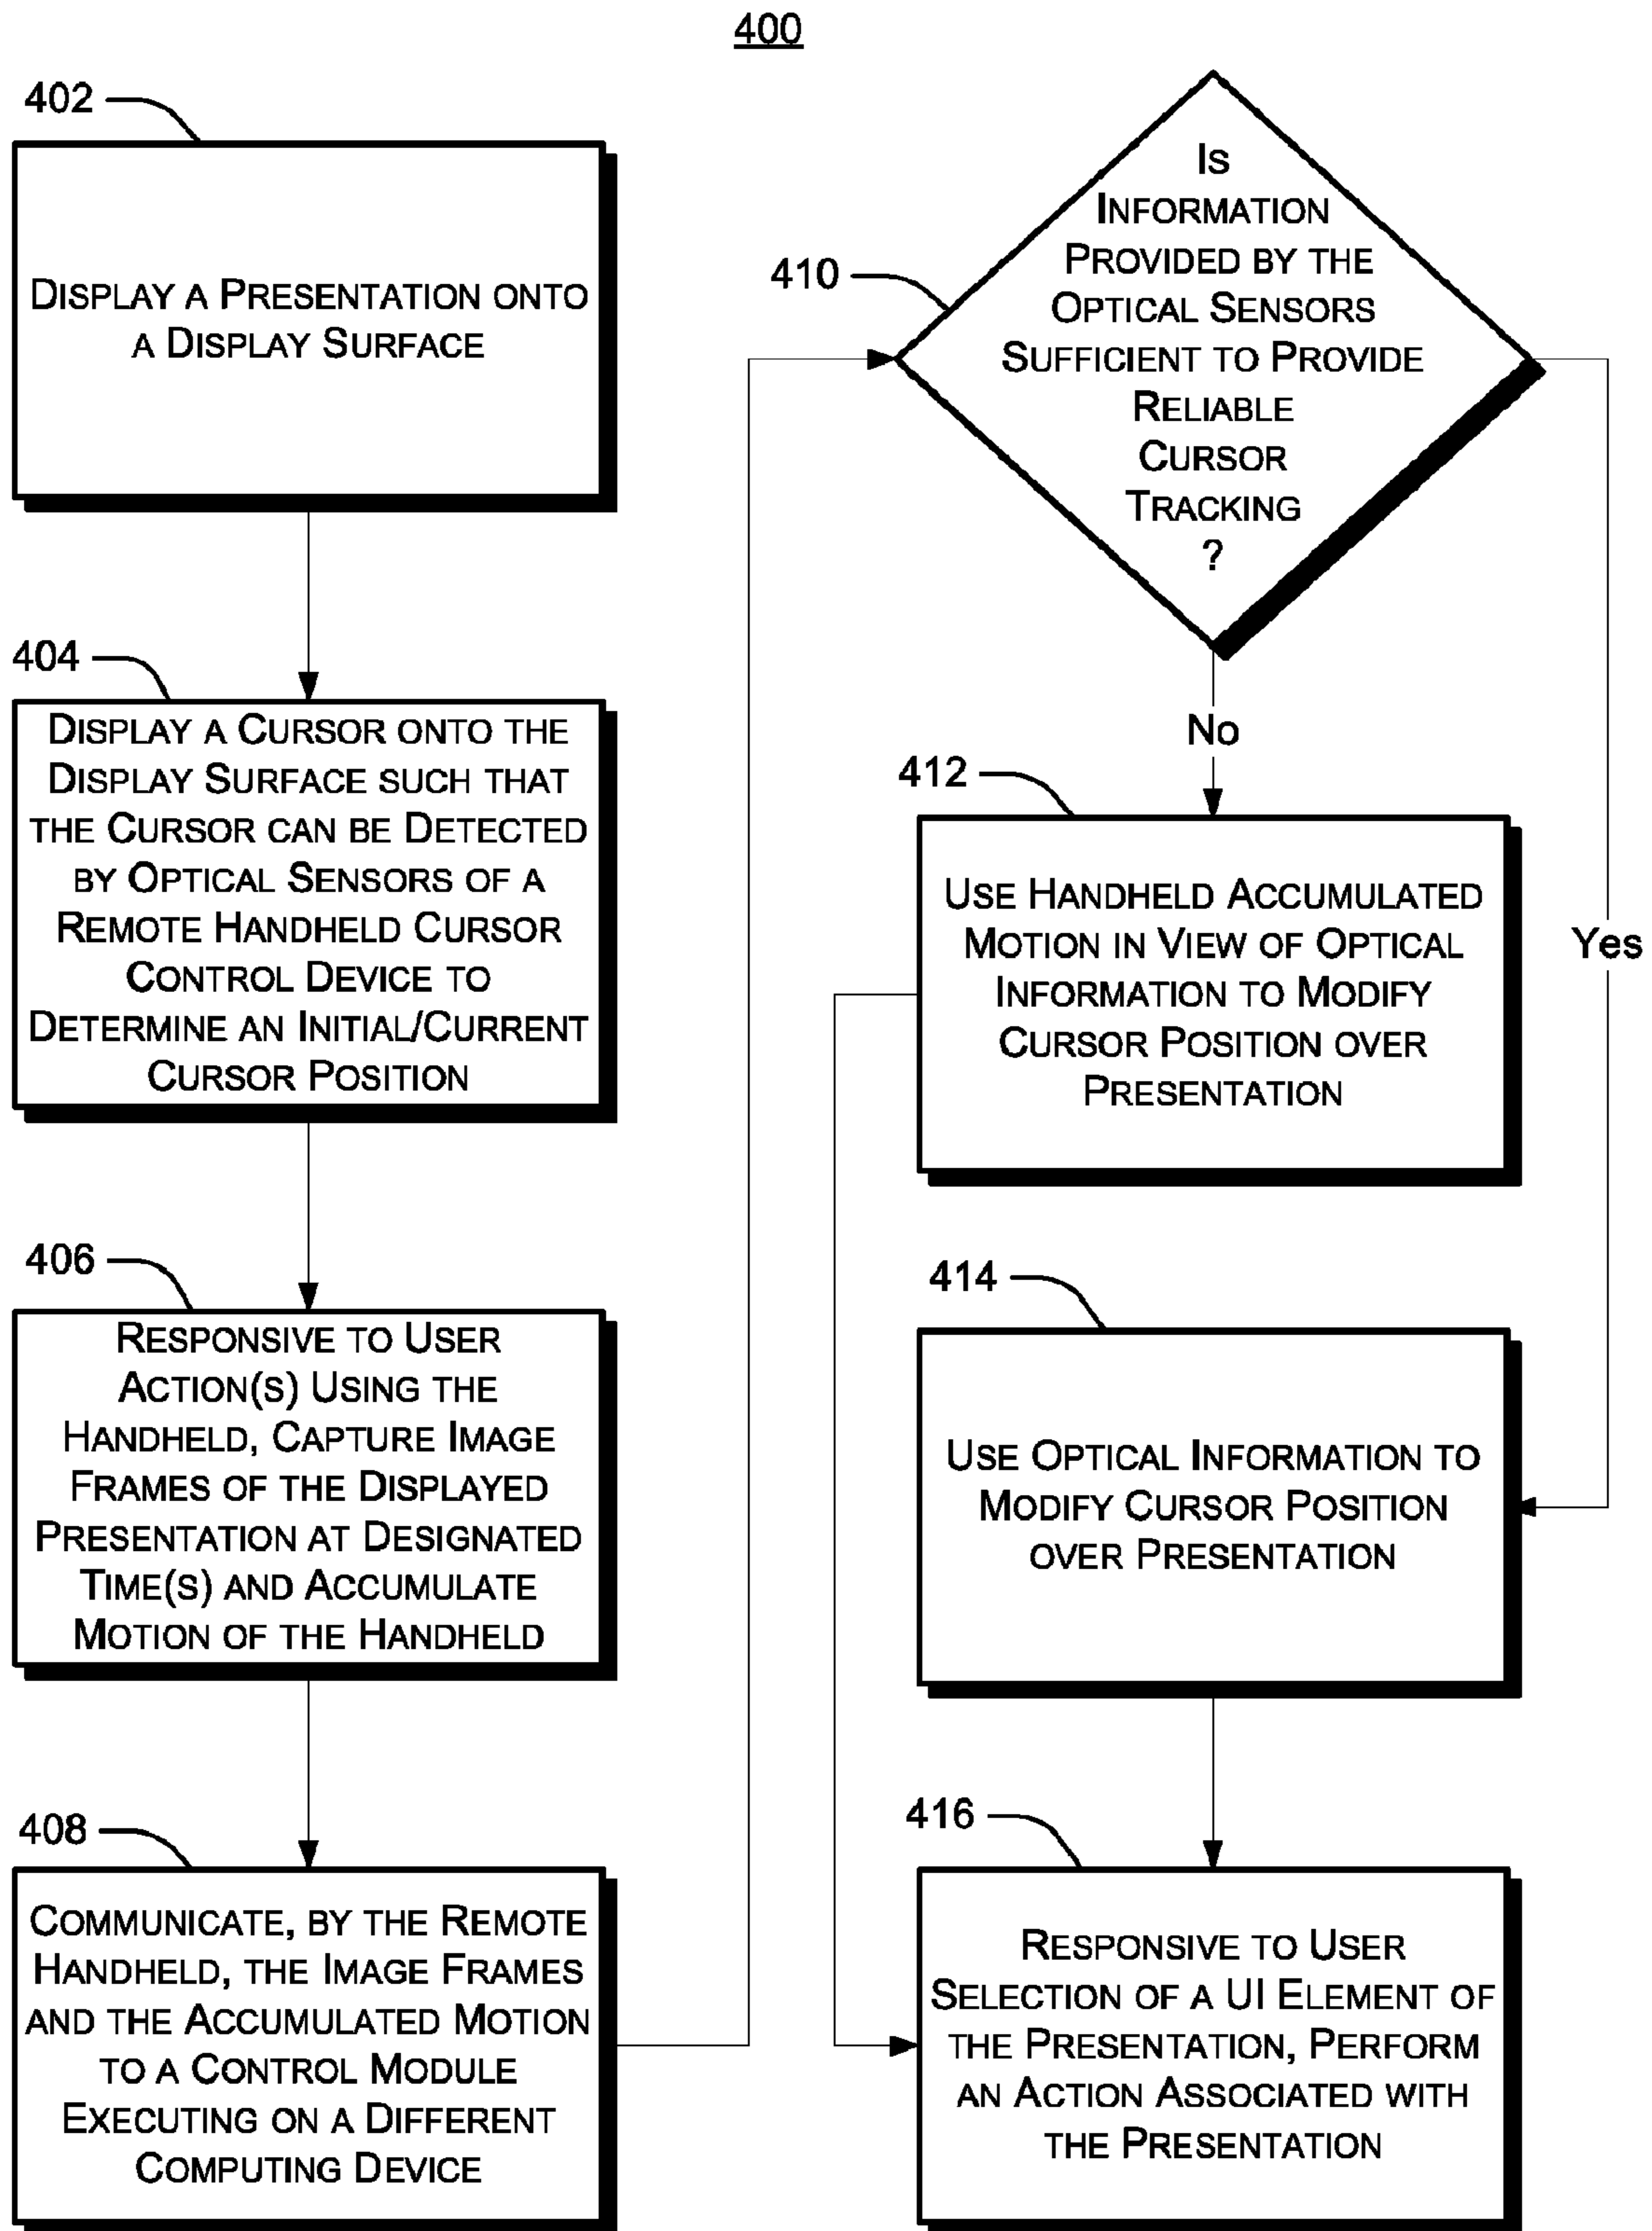 400
402
DISPLAY A PRESENTATION ONTO
A DISPLAY SURFACE
404
DISPLAY A CURSOR ONTO THE
DISPLAY SURFACE SUCH THAT
THE CURSOR CAN BE DETECTED
BY OPTICAL SENSORS OF A
REMOTE HANDHELD CURSOR
CONTROL DEVICE TO
DETERMINE AN INITIAL/CURRENT
CURSOR POSITION
406
RESPONSIVE TO USER
ACTION(S) USING THE
HANDHELD, CAPTURE IMAGE
FRAMES OF THE DISPLAYED
PRESENTATION AT DESIGNATED
TIME(S) AND ACCUMULATE
MOTION OF THE HANDHELD
408
COMMUNICATE, BY THE REMOTE
HANDHELD, THE IMAGE FRAMES
AND THE ACCUMULATED MOTION
TO A CONTROL MODULE
EXECUTING ON A DIFFERENT
COMPUTING DEVICE
410
IS
INFORMATION
PROVIDED BY THE
OPTICAL SENSORS
SUFFICIENT TO PROVIDE
RELIABLE
CURSOR
TRACKING
?
No
Yes
412
USE HANDHELD ACCUMULATED
MOTION IN VIEW OF OPTICAL
INFORMATION TO MODIFY
CURSOR POSITION OVER
PRESENTATION
414
USE OPTICAL INFORMATION TO
MODIFY CURSOR POSITION
OVER PRESENTATION
416
RESPONSIVE TO USER
SELECTION OF A UI ELEMENT OF
THE PRESENTATION, PERFORM
AN ACTION ASSOCIATED WITH
THE PRESENTATION